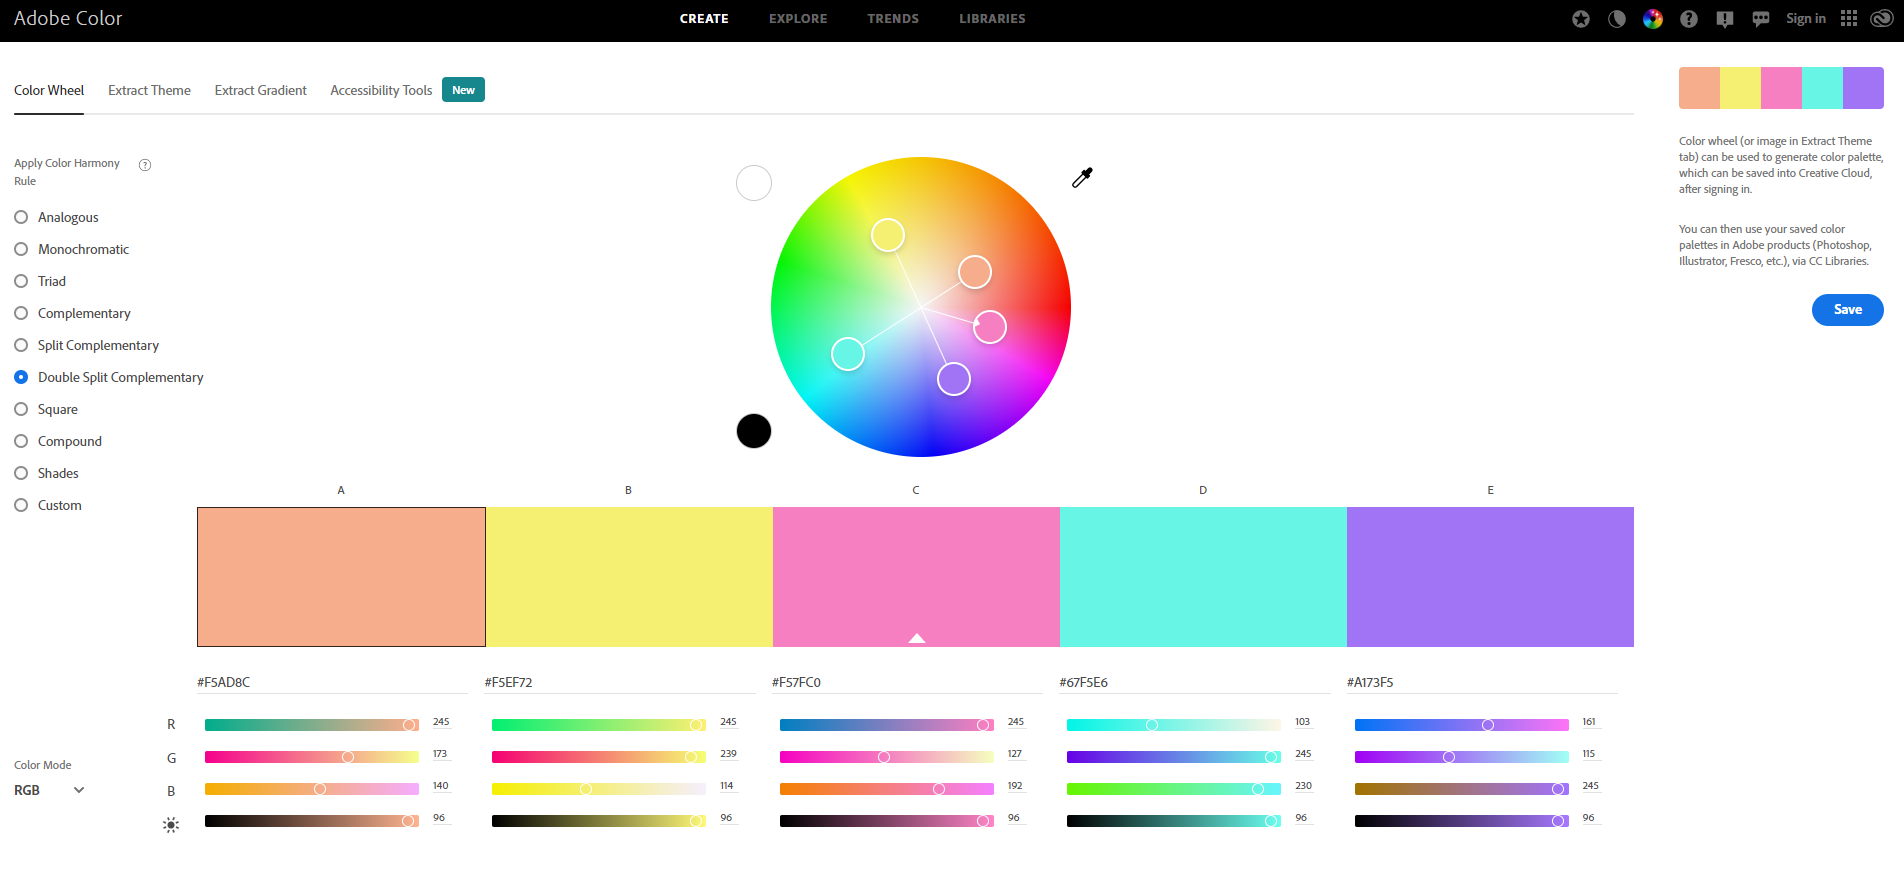 Adobe Color
CREATE EXPLORE TRENDS LIBRARIES
Sign in
Color Wheel Extract Theme Extract Gradient Accessibility Tools New
Apply Color Harmony
Rule
Analogous
Monochromatic
Triad
Complementary
Split Complementary
Double Split Complementary
Square
Compound
Shades
Custom
Color wheel (or image in Extract Theme
tab) can be used to generate color palette,
which can be saved into Creative Cloud,
after signing in.
You can then use your saved color
palettes in Adobe products (Photoshop,
Illustrator, Fresco, etc.), via CC Libraries.
Save
A B C D E
#F5AD8C #F5EF72 #F57FC0 #67F5E6 #A173F5
R 245 245 245 103 161
G 173 239 127 245 115
B 140 114 192 230 245
96 96 96 96 96
Color Mode
RGB